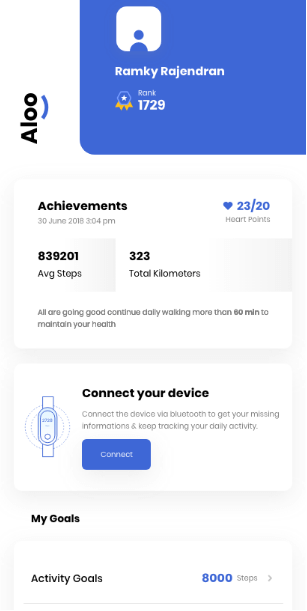 Aloo
Ramky Rajendran
Rank
1729
Achievements
23/20
30 June 2018 3:04 pm
Heart Points
839201
323
Avg Steps
Total Kilometers
All are going good continue daily walking more than 60 min to
maintain your health
Connect your device
Connect the device via bluetooth to get your missing
informations & keep tracking your daily activity.
Connect
My Goals
Activity Goals
8000 Steps